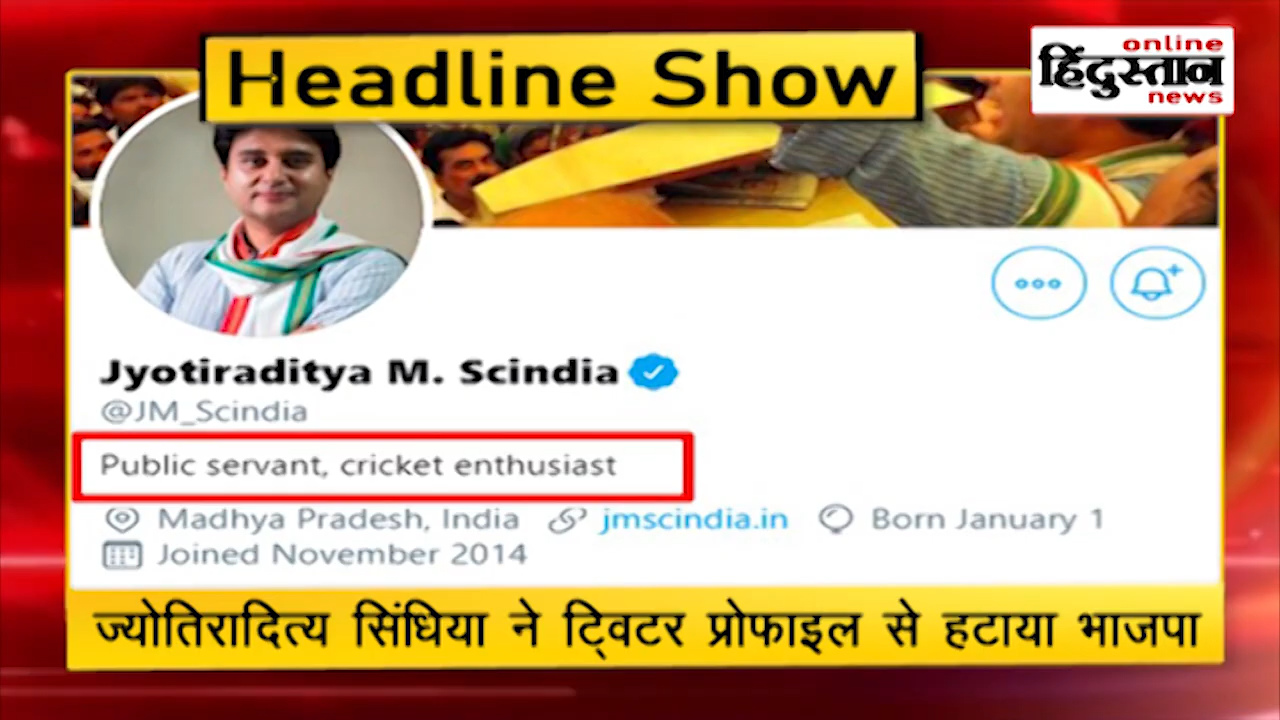 Headline Show
online
हिंदुस्तान
news
Jyotiraditya M. Scindia
@JM_Scindia
Public servant, cricket enthusiast
Madhya Pradesh, India jmscindia.in Born January 1
Joined November 2014
ज्योतिरादित्य सिंधिया ने ट्विटर प्रोफाइल से हटाया भाजपा